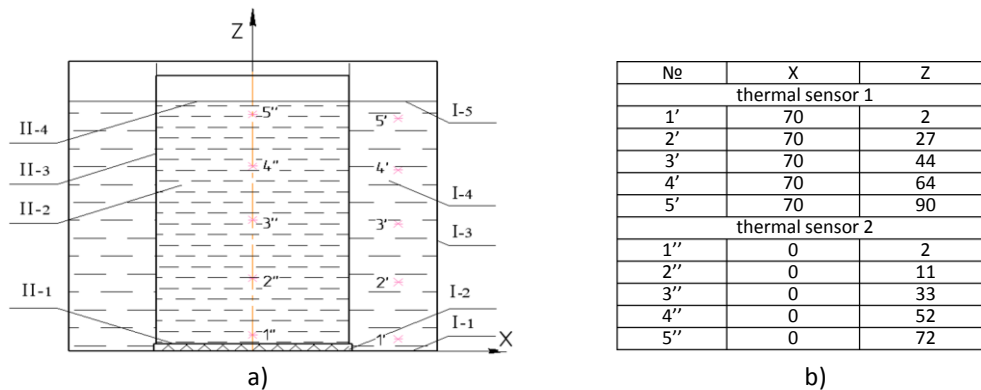 Z
I-5
5''
5'
II-4
II-3
4''
4'
II-2
I-4
3''
3'
I-3
II-1
2''
2'
I-2
I-1
1''
1'
X
a)
№ X Z
thermal sensor 1
1' 70 2
2' 70 27
3' 70 44
4' 70 64
5' 70 90
thermal sensor 2
1'' 0 2
2'' 0 11
3'' 0 33
4'' 0 52
5'' 0 72
b)